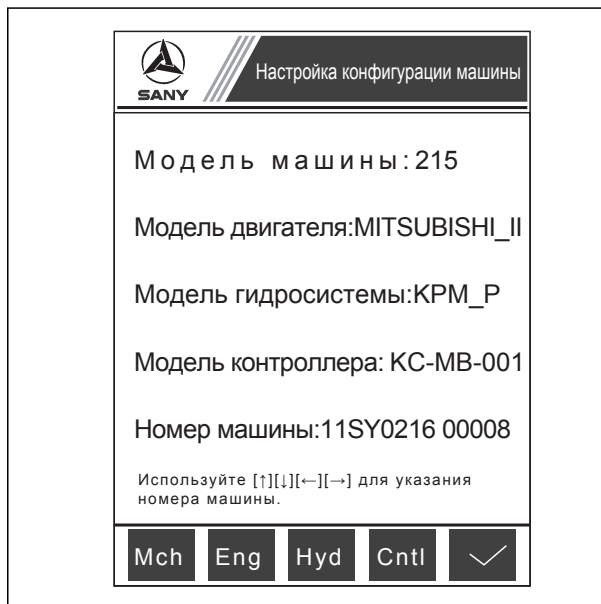 SANY
Настройка конфигурации машины
Модель машины:215
Модель двигателя:MITSUBISHI_II
Модель гидросистемы:KPM_P
Модель контроллера: KC-MB-001
Номер машины:11SY0216 00008
Используйте [↑][↓][←][→] для указания
номера машины.
Mch Eng Hyd Cntl